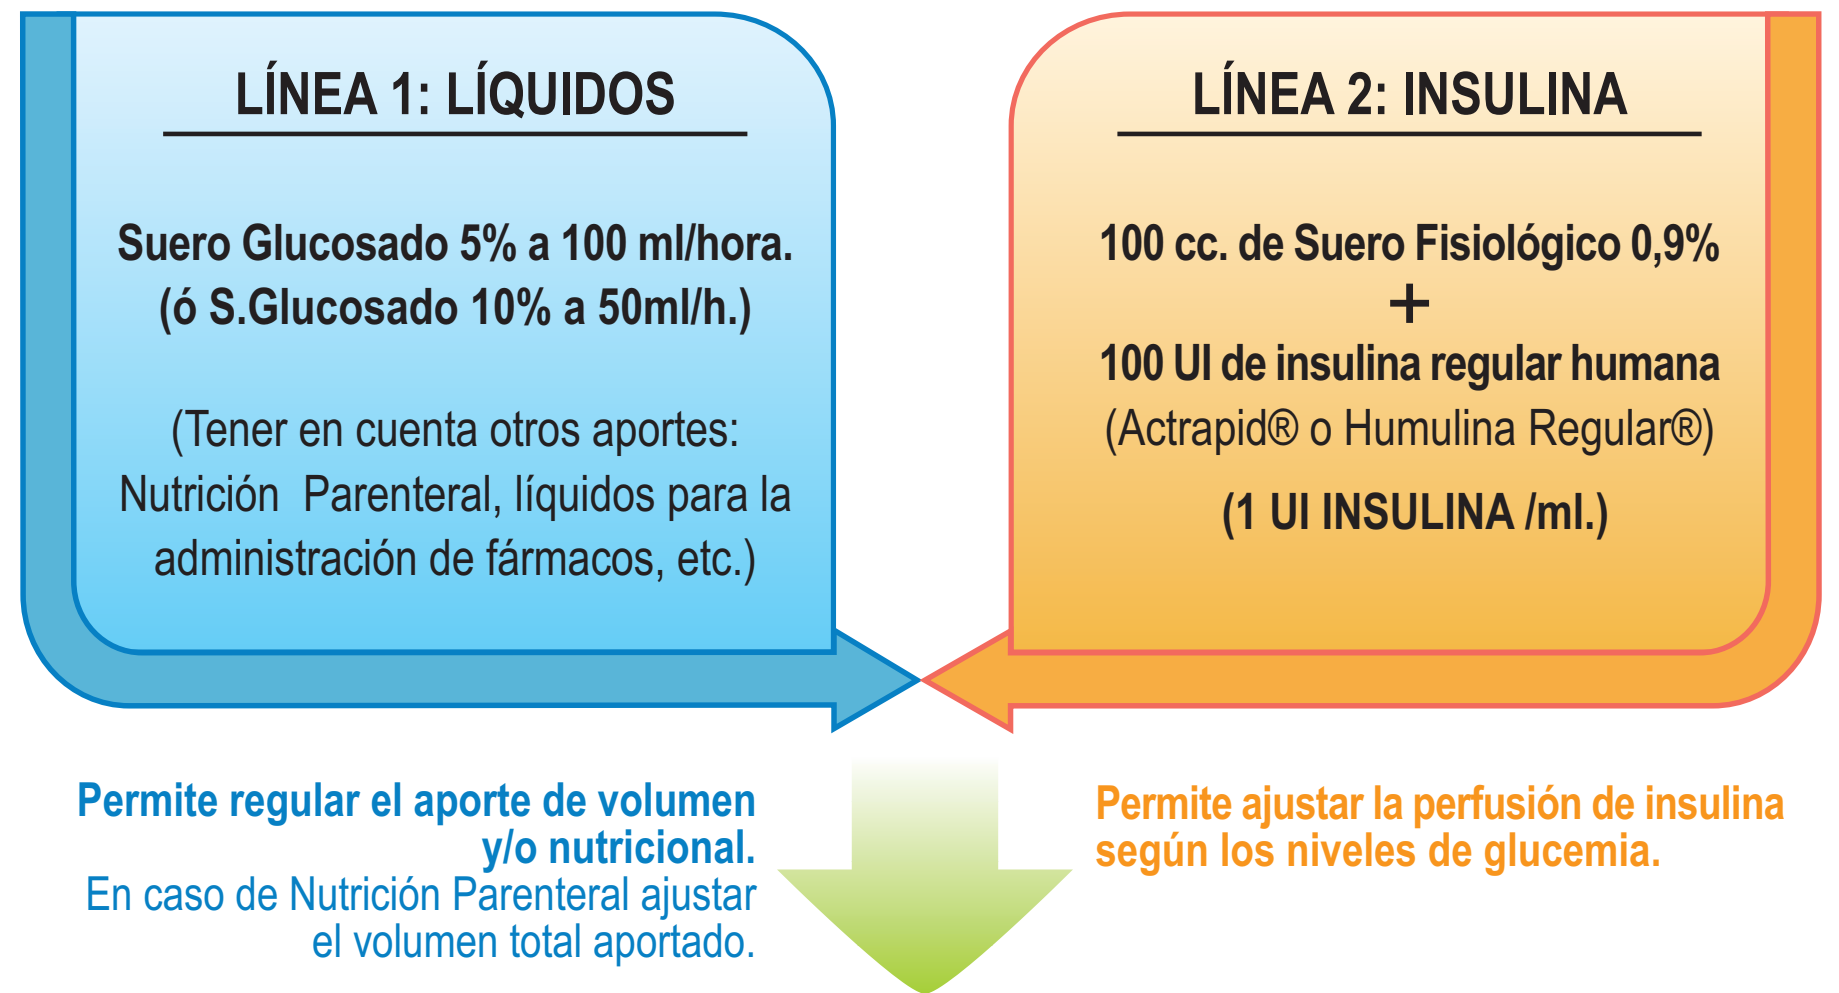 LÍNEA 1: LÍQUIDOS
Suero Glucosado 5% a 100 ml/hora.
(ó S.Glucosado 10% a 50ml/h.)
(Tener en cuenta otros aportes:
Nutrición Parenteral, líquidos para la
administración de fármacos, etc.)
LÍNEA 2: INSULINA
100 cc. de Suero Fisiológico 0,9%
+
100 UI de insulina regular humana
(Actrapid® o Humulina Regular®)
(1 UI INSULINA /ml.)
Permite regular el aporte de volumen
y/o nutricional.
En caso de Nutrición Parenteral ajustar
el volumen total aportado.
Permite ajustar la perfusión de insulina
según los niveles de glucemia.